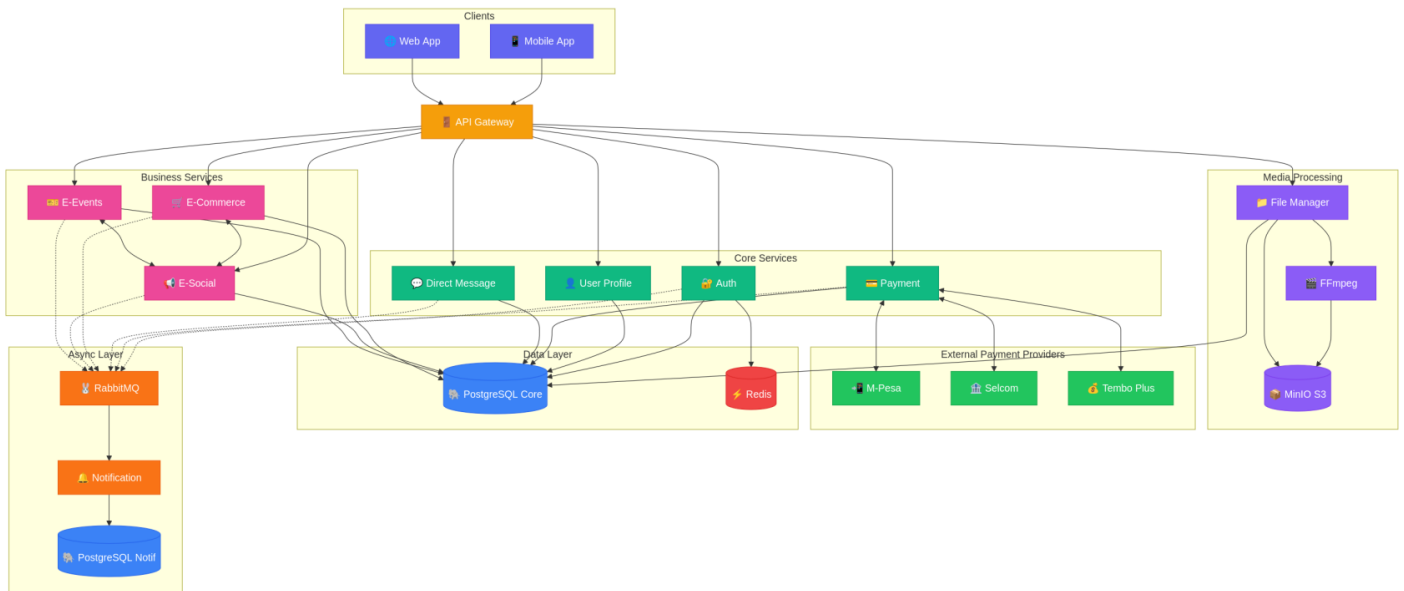 Clients
🌐 Web App
📱 Mobile App
🚪 API Gateway
Business Services
🎫 E-Events
🛒 E-Commerce
📢 E-Social
Media Processing
📁 File Manager
🎬 FFmpeg
📦 MinIO S3
Core Services
💬 Direct Message
👤 User Profile
🔐 Auth
💳 Payment
Async Layer
🐰 RabbitMQ
🔔 Notification
🐘 PostgreSQL Notif
Data Layer
🐘 PostgreSQL Core
⚡ Redis
External Payment Providers
📲 M-Pesa
🏦 Selcom
💰 Tembo Plus